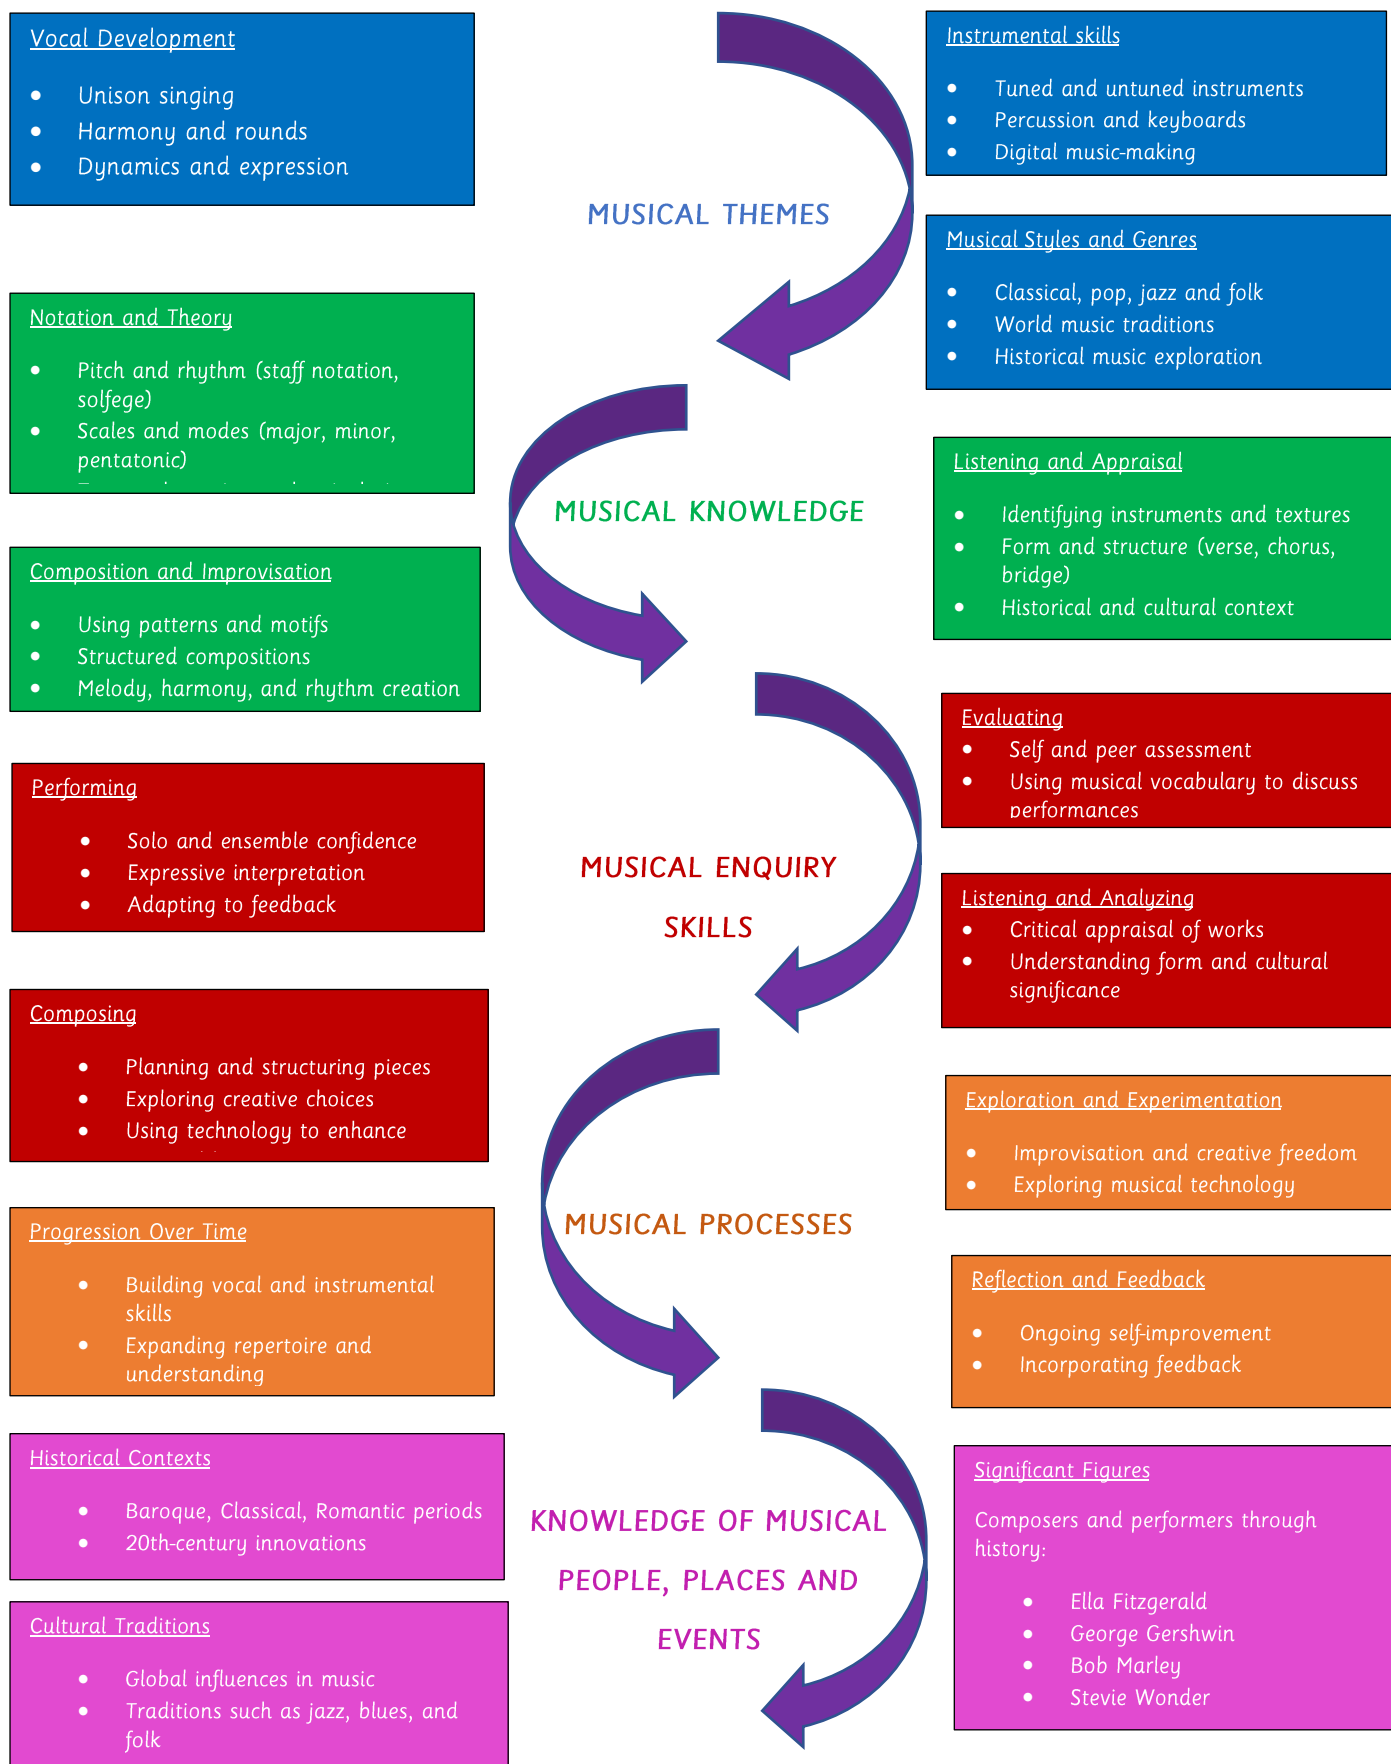 Vocal Development
• Unison singing
• Harmony and rounds
• Dynamics and expression
Instrumental skills
• Tuned and untuned instruments
• Percussion and keyboards
• Digital music-making
MUSICAL THEMES
Musical Styles and Genres
• Classical, pop, jazz and folk
• World music traditions
• Historical music exploration
Notation and Theory
• Pitch and rhythm (staff notation,
solfege)
• Scales and modes (major, minor,
pentatonic)
MUSICAL KNOWLEDGE
Listening and Appraisal
• Identifying instruments and textures
• Form and structure (verse, chorus,
bridge)
• Historical and cultural context
Composition and Improvisation
• Using patterns and motifs
• Structured compositions
• Melody, harmony, and rhythm creation
Evaluating
• Self and peer assessment
• Using musical vocabulary to discuss
performances
Performing
• Solo and ensemble confidence
• Expressive interpretation
• Adapting to feedback
MUSICAL ENQUIRY
SKILLS
Listening and Analyzing
• Critical appraisal of works
• Understanding form and cultural
significance
Composing
• Planning and structuring pieces
• Exploring creative choices
• Using technology to enhance
Exploration and Experimentation
• Improvisation and creative freedom
• Exploring musical technology
MUSICAL PROCESSES
Progression Over Time
• Building vocal and instrumental
skills
• Expanding repertoire and
understanding
Reflection and Feedback
• Ongoing self-improvement
• Incorporating feedback
Historical Contexts
• Baroque, Classical, Romantic periods
• 20th-century innovations
KNOWLEDGE OF MUSICAL
PEOPLE, PLACES AND
EVENTS
Significant Figures
Composers and performers through
history:
• Ella Fitzgerald
• George Gershwin
• Bob Marley
• Stevie Wonder
Cultural Traditions
• Global influences in music
• Traditions such as jazz, blues, and
folk